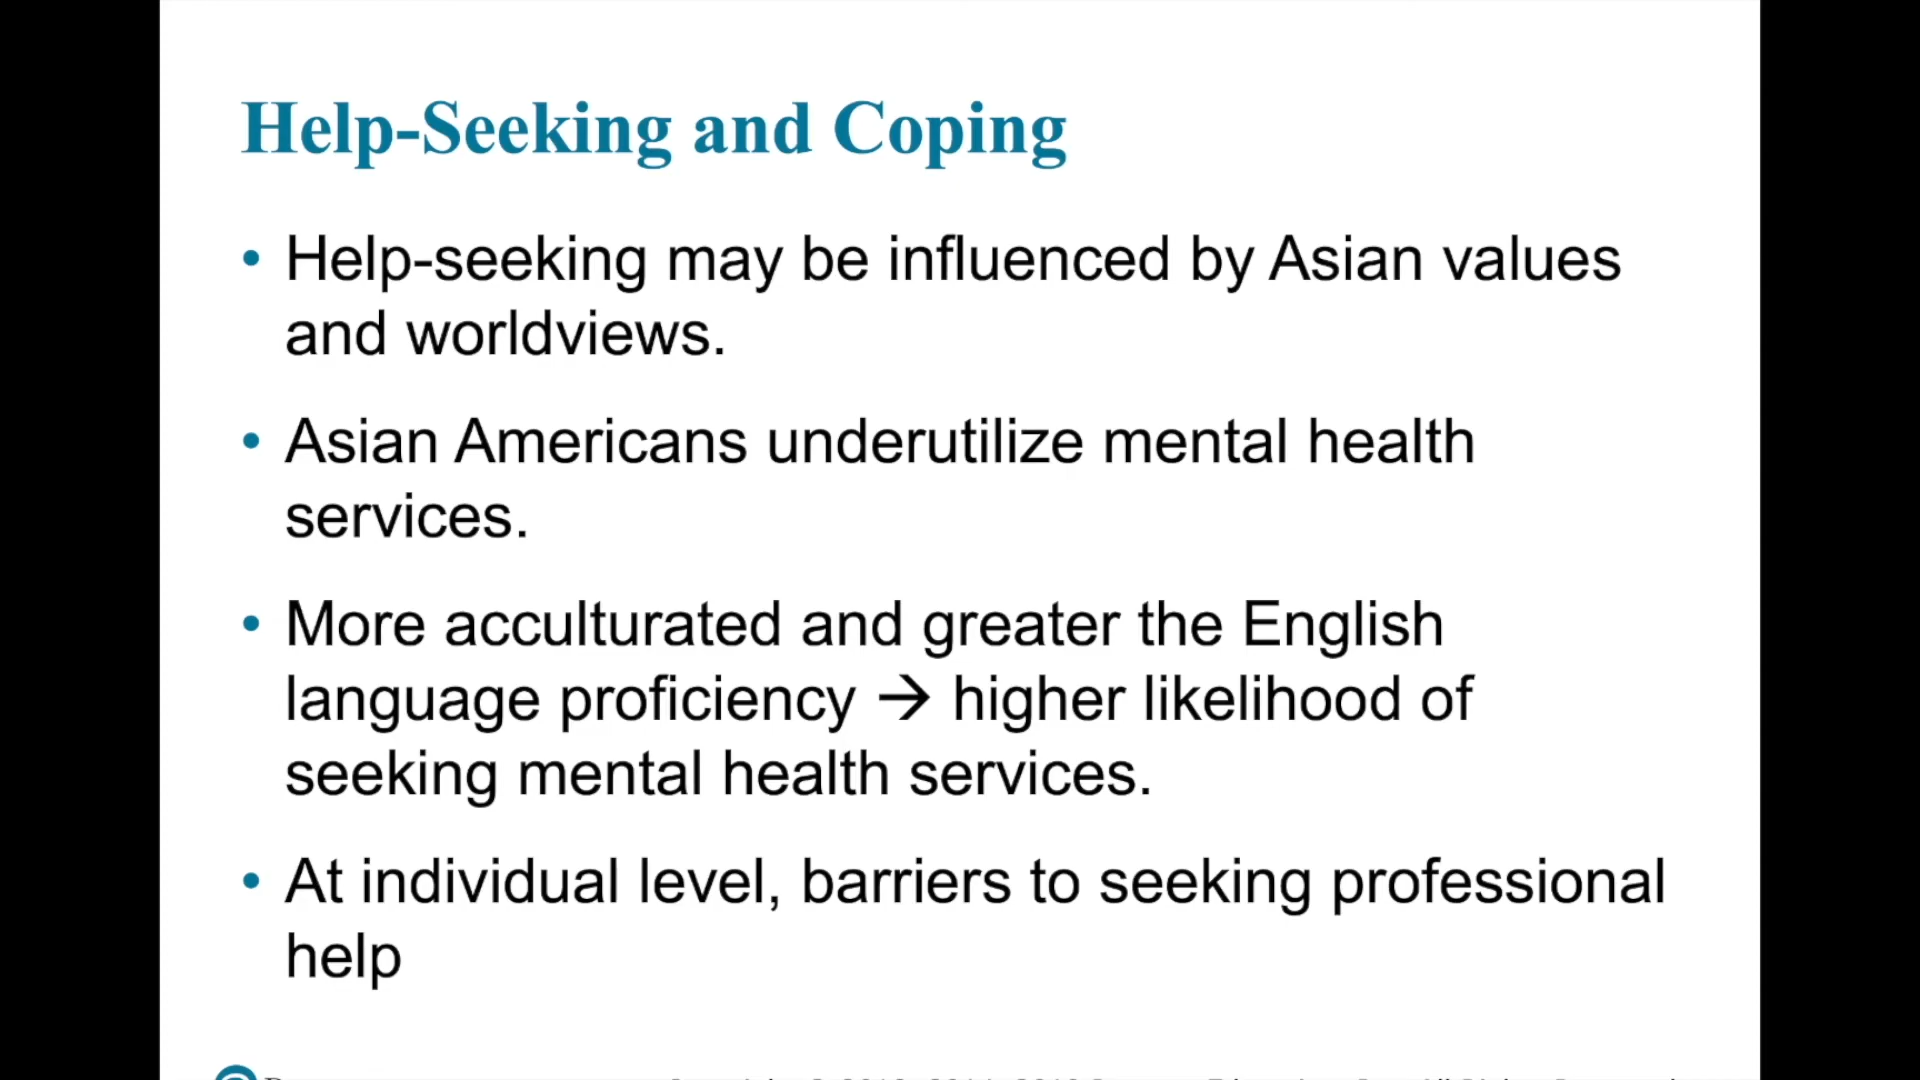 Help-Seeking and Coping
• Help-seeking may be influenced by Asian values
and worldviews.
• Asian Americans underutilize mental health
services.
• More acculturated and greater the English
language proficiency → higher likelihood of
seeking mental health services.
• At individual level, barriers to seeking professional
help